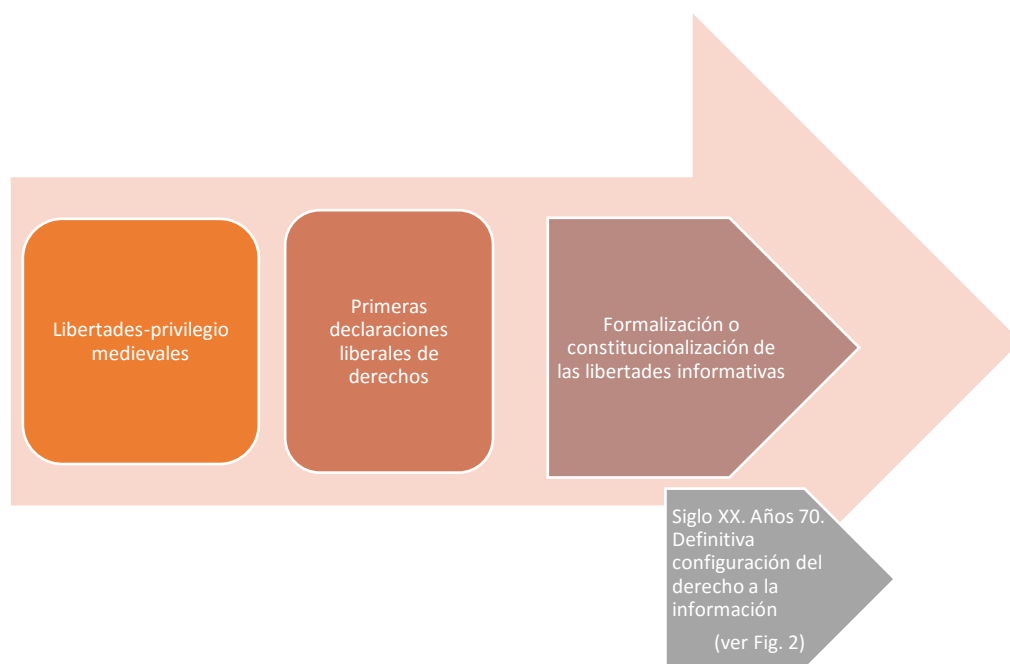 Libertades-privilegio
medievales
Primeras
declaraciones
liberales de
derechos
Formalización o
constitucionalización de
las libertades informativas
Siglo XX. Años 70.
Definitiva
configuración del
derecho a la
información
(ver Fig. 2)